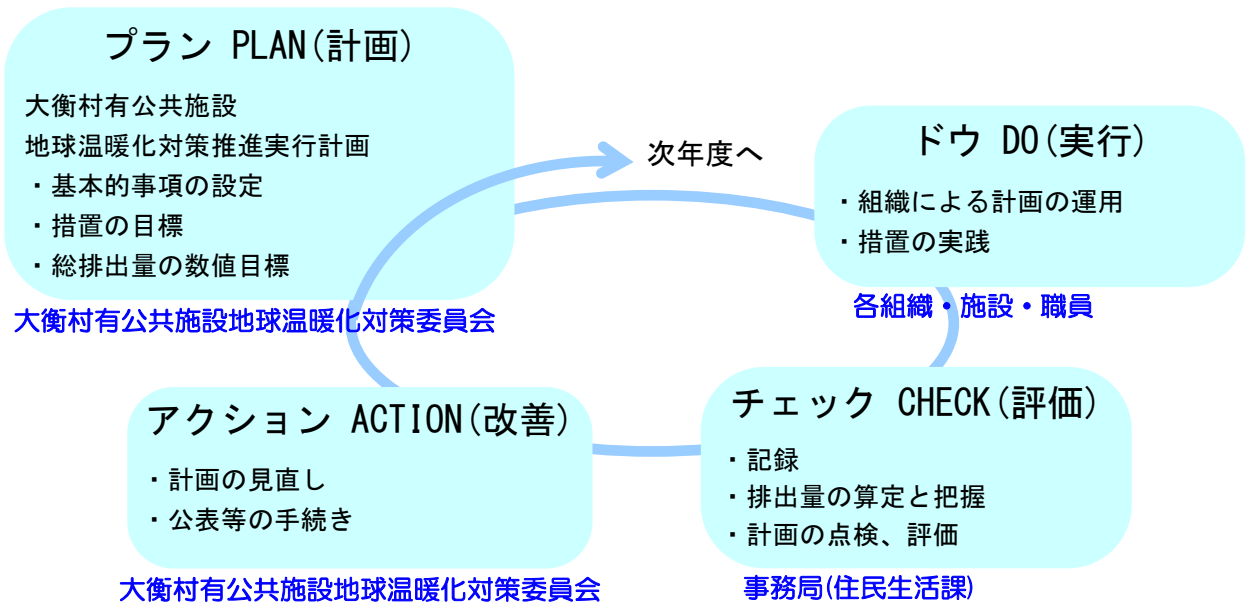 プラン PLAN(計画)
大衡村有公共施設
地球温暖化対策推進実行計画
・基本的事項の設定
・措置の目標
・総排出量の数値目標
大衡村有公共施設地球温暖化対策委員会
次年度へ
ドウ DO(実行)
・組織による計画の運用
・措置の実践
各組織・施設・職員
アクション ACTION(改善)
・計画の見直し
・公表等の手続き
大衡村有公共施設地球温暖化対策委員会
チェック CHECK(評価)
・記録
・排出量の算定と把握
・計画の点検、評価
事務局(住民生活課)